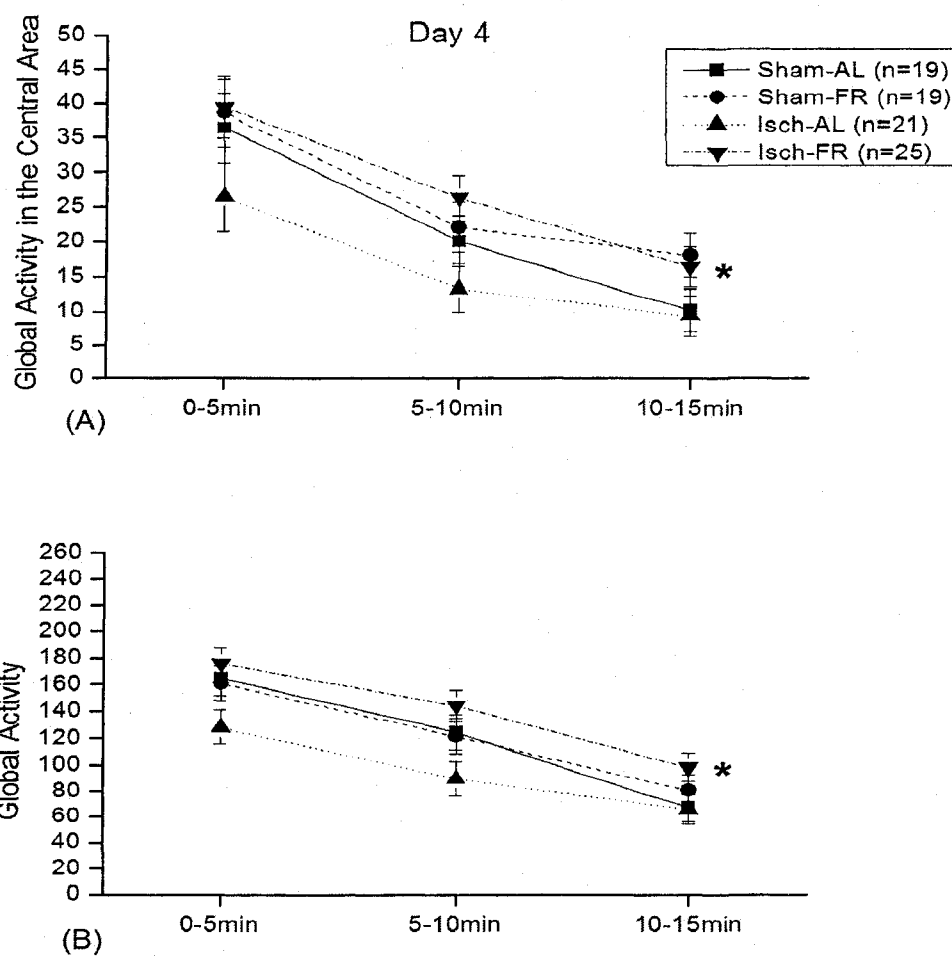 Day 4
Global Activity in the Central Area
50
45
40
35
30
25
20
15
10
5
0
Sham-AL (n=19)
Sham-FR (n=19)
Isch-AL (n=21)
Isch-FR (n=25)
*
0-5min 5-10min 10-15min
(A)
Global Activity
260
240
220
200
180
160
140
120
100
80
60
40
20
0
*
0-5min 5-10min 10-15min
(B)